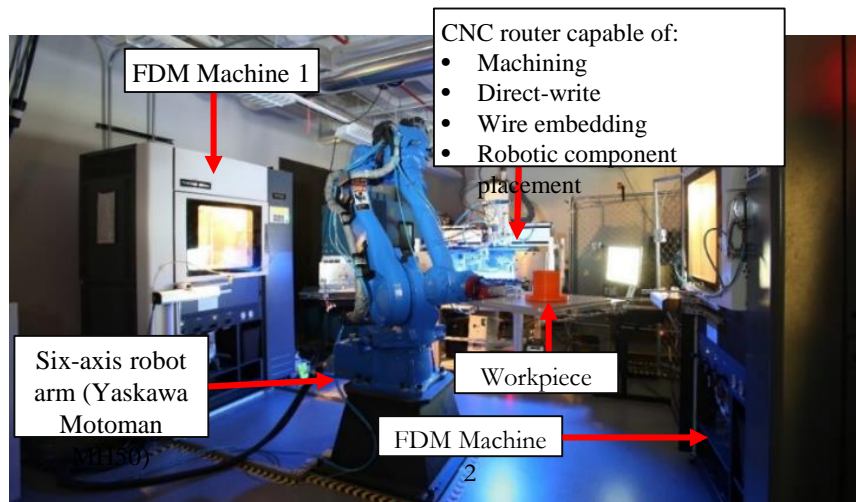 FDM Machine 1
CNC router capable of:
• Machining
• Direct-write
• Wire embedding
• Robotic component
placement
Six-axis robot
arm (Yaskawa
Motoman
MH50)
Workpiece
FDM Machine
2